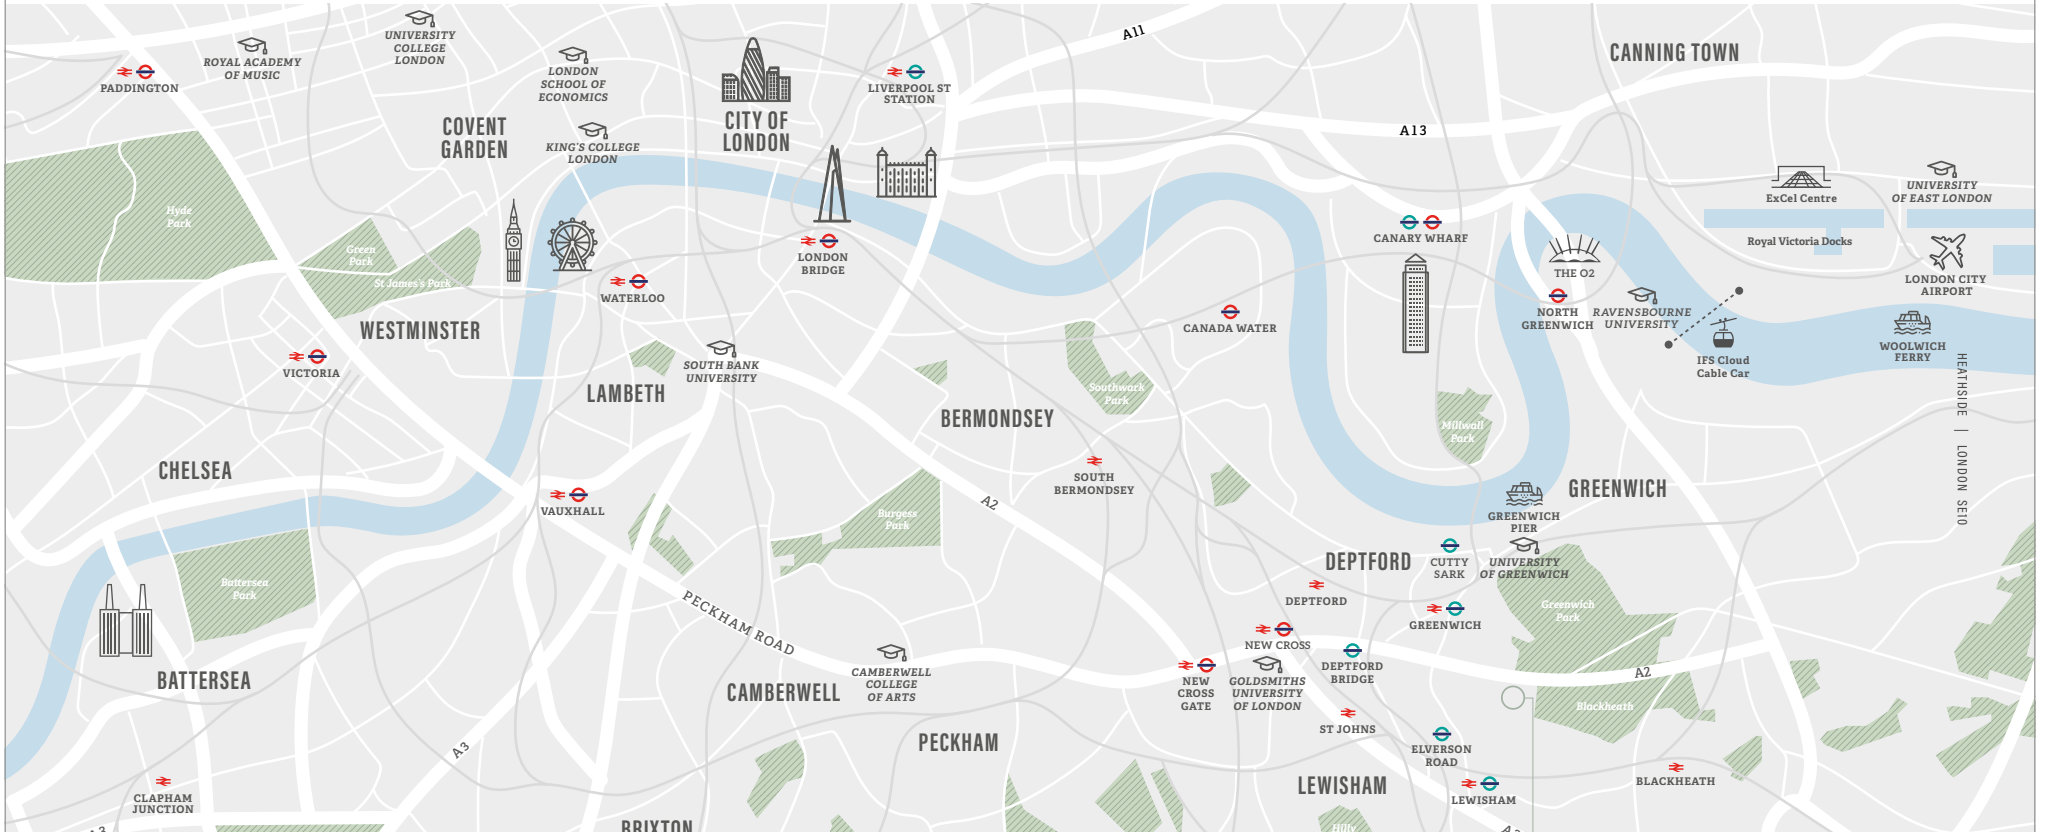 A11
CANNING TOWN
UNIVERSITY
COLLEGE
LONDON
ROYAL ACADEMY
OF MUSIC
PADDINGTON
LONDON
SCHOOL OF
ECONOMICS
LIVERPOOL ST
STATION
COVENT
GARDEN
CITY OF
LONDON
A13
KING'S COLLEGE
LONDON
UNIVERSITY
OF EAST LONDON
ExCel Centre
Hyde
Park
Green
Park
St James's Park
CANARY WHARF
Royal Victoria Docks
LONDON
BRIDGE
THE O2
LONDON CITY
AIRPORT
WATERLOO
NORTH
GREENWICH
RAVENSBOURNE
UNIVERSITY
WESTMINSTER
CANADA WATER
WOOLWICH
FERRY
IFS Cloud
Cable Car
VICTORIA
SOUTH BANK
UNIVERSITY
LAMBETH
Southwark
Park
BERMONDSEY
Millwall
Park
HEATHSIDE | LONDON SE10
CHELSEA
SOUTH
BERMONDSEY
GREENWICH
VAUXHALL
A2
Burgess
Park
GREENWICH
PIER
DEPTFORD
CUTTY
SARK
UNIVERSITY
OF GREENWICH
Battersea
Park
DEPTFORD
Greenwich
Park
PECKHAM ROAD
GREENWICH
NEW CROSS
DEPTFORD
BRIDGE
A2
BATTERSEA
CAMBERWELL
CAMBERWELL
COLLEGE
OF ARTS
NEW
CROSS
GATE
GOLDSMITHS
UNIVERSITY
OF LONDON
Blackheath
ST JOHNS
PECKHAM
A3
ELVERSON
ROAD
BLACKHEATH
LEWISHAM
LEWISHAM
CLAPHAM
JUNCTION
BRIXTON
Hilly